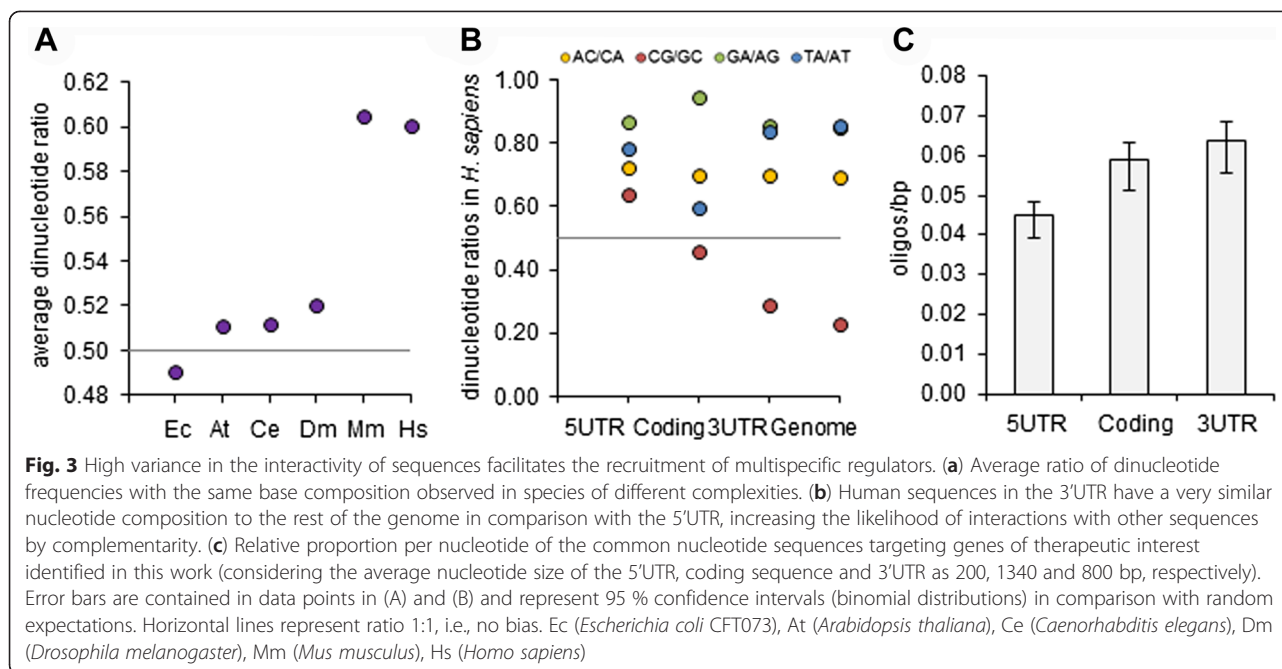 A
B
C
average dinucleotide ratio
0.62
0.60
0.58
0.56
0.54
0.52
0.50
0.48
Ec At Ce Dm Mm Hs
AC/CA CG/GC GA/AG TA/AT
dinucleotide ratios in H. sapiens
1.00
0.80
0.60
0.40
0.20
0.00
5UTR Coding 3UTR Genome
oligos/bp
0.08
0.07
0.06
0.05
0.04
0.03
0.02
0.01
0.00
5UTR Coding 3UTR
Fig. 3 High variance in the interactivity of sequences facilitates the recruitment of multispecific regulators. (a) Average ratio of dinucleotide
frequencies with the same base composition observed in species of different complexities. (b) Human sequences in the 3’UTR have a very similar
nucleotide composition to the rest of the genome in comparison with the 5’UTR, increasing the likelihood of interactions with other sequences
by complementarity. (c) Relative proportion per nucleotide of the common nucleotide sequences targeting genes of therapeutic interest
identified in this work (considering the average nucleotide size of the 5’UTR, coding sequence and 3’UTR as 200, 1340 and 800 bp, respectively).
Error bars are contained in data points in (A) and (B) and represent 95 % confidence intervals (binomial distributions) in comparison with random
expectations. Horizontal lines represent ratio 1:1, i.e., no bias. Ec (Escherichia coli CFT073), At (Arabidopsis thaliana), Ce (Caenorhabditis elegans), Dm
(Drosophila melanogaster), Mm (Mus musculus), Hs (Homo sapiens)